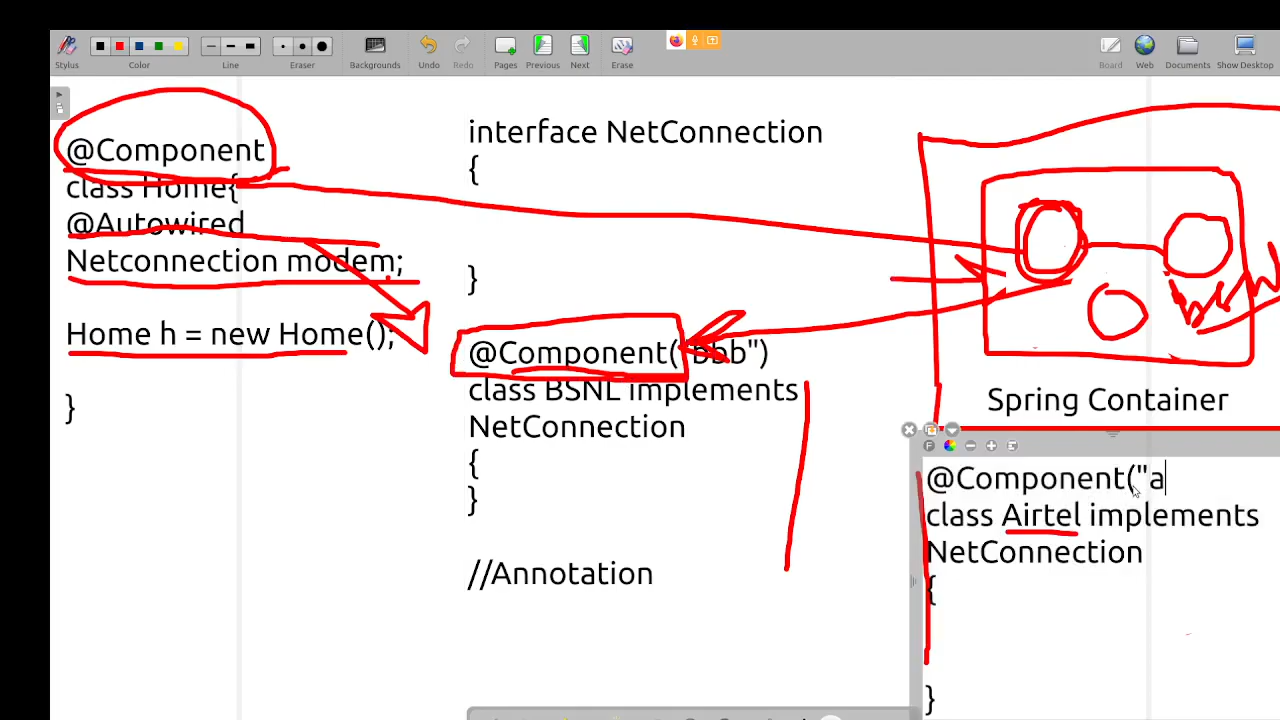 Stylus
Color
Line
Eraser
Backgrounds
Undo
Redo
Pages
Previous
Next
Erase
Board
Web
Documents
Show Desktop
@Component
class Home{
@Autowired
Netconnection modem;
Home h = new Home();
}
interface NetConnection
{
}
@Component("bbb")
class BSNL implements
NetConnection
{
}
//Annotation
Spring Container
@Component("a
class Airtel implements
NetConnection
{
}